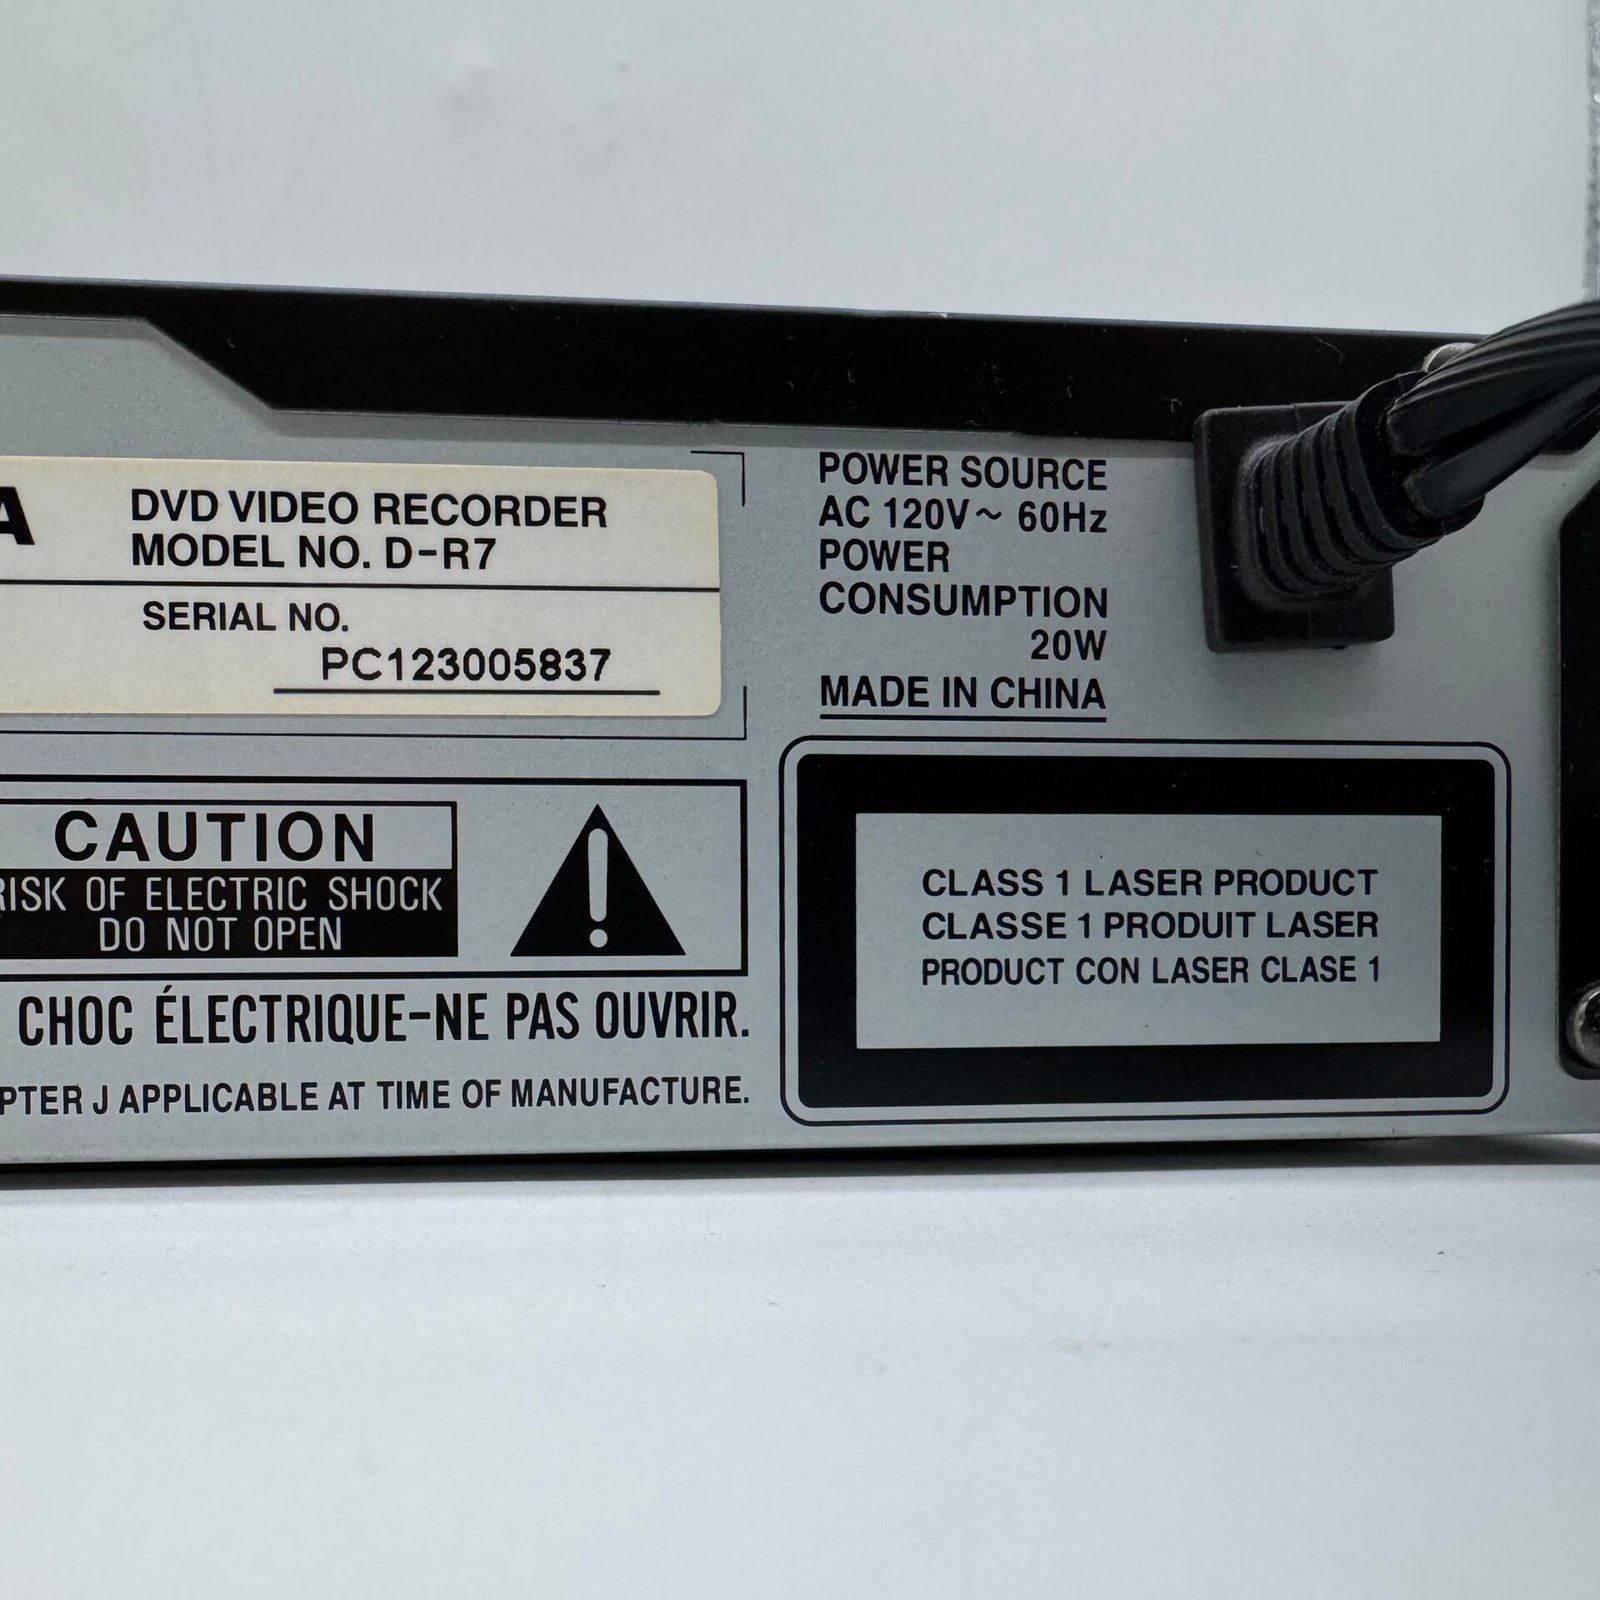 A
DVD VIDEO RECORDER
MODEL NO. D-R7
SERIAL NO.
PC123005837
POWER SOURCE
AC 120V~ 60Hz
POWER
CONSUMPTION
20W
MADE IN CHINA
CAUTION
RISK OF ELECTRIC SHOCK
DO NOT OPEN
CHOC ÉLECTRIQUE-NE PAS OUVRIR.
PTER J APPLICABLE AT TIME OF MANUFACTURE.
CLASS 1 LASER PRODUCT
CLASSE 1 PRODUIT LASER
PRODUCT CON LASER CLASE 1